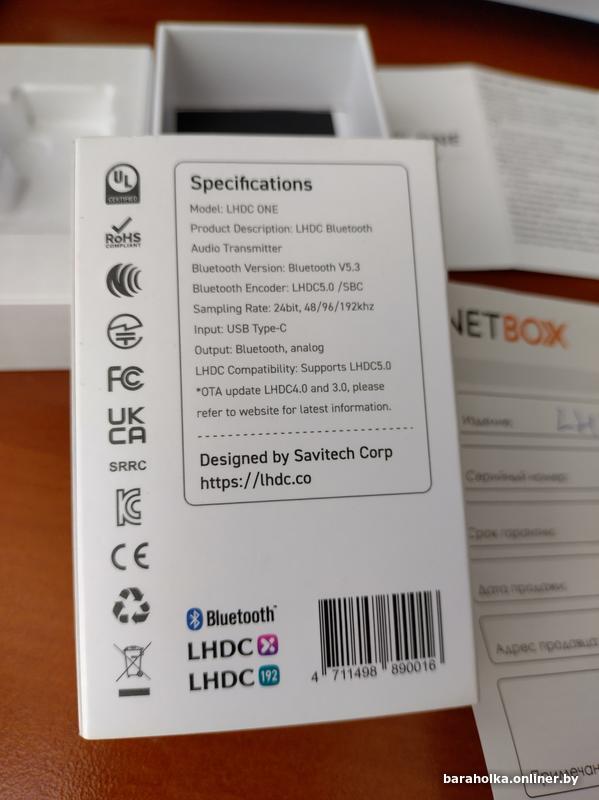 UL
CERTIFIED
RoHS
COMPLIANT
FC
UK
CA
SRRC
CE
Specifications
Model: LHDC ONE
Product Description: LHDC Bluetooth
Audio Transmitter
Bluetooth Version: Bluetooth V5.3
Bluetooth Encoder: LHDC5.0 /SBC
Sampling Rate: 24bit, 48/96/192khz
Input: USB Type-C
Output: Bluetooth, analog
LHDC Compatibility: Supports LHDC5.0
*OTA update LHDC4.0 and 3.0, please
refer to website for latest information.
Designed by Savitech Corp
https://lhdc.co
Bluetooth™
LHDC X
LHDC 192
4 711498 890016
NETBOX
Изделие:
Серийный номер:
Срок гарантии:
Дата продажи:
Адрес продавца
Примечан
baraholka.onliner.by